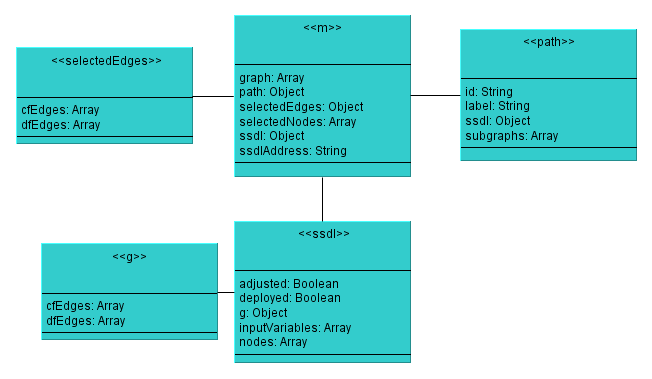 <<selectedEdges>>
cfEdges: Array
dfEdges: Array
<<m>>
graph: Array
path: Object
selectedEdges: Object
selectedNodes: Array
ssdl: Object
ssdlAddress: String
<<path>>
id: String
label: String
ssdl: Object
subgraphs: Array
<<g>>
cfEdges: Array
dfEdges: Array
<<ssdl>>
adjusted: Boolean
deployed: Boolean
g: Object
inputVariables: Array
nodes: Array